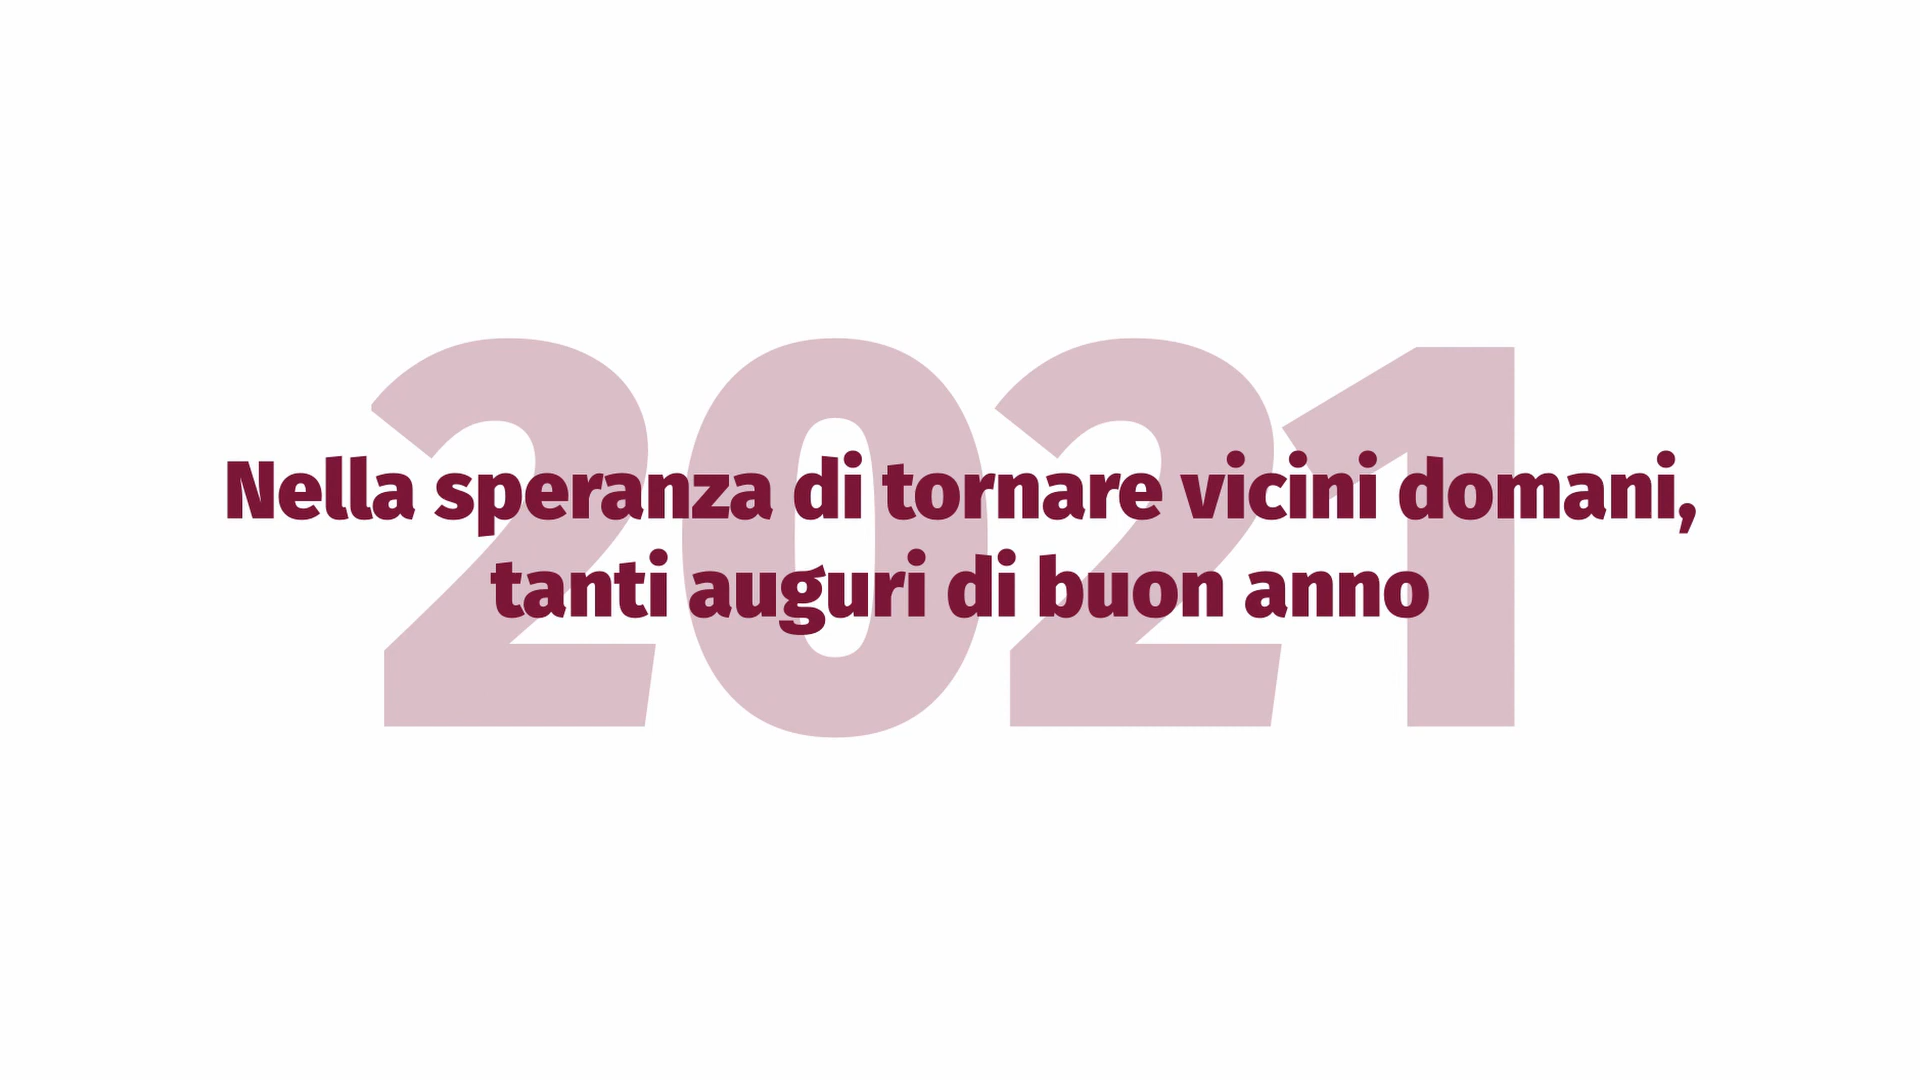 2021
Nella speranza di tornare vicini domani,
tanti auguri di buon anno